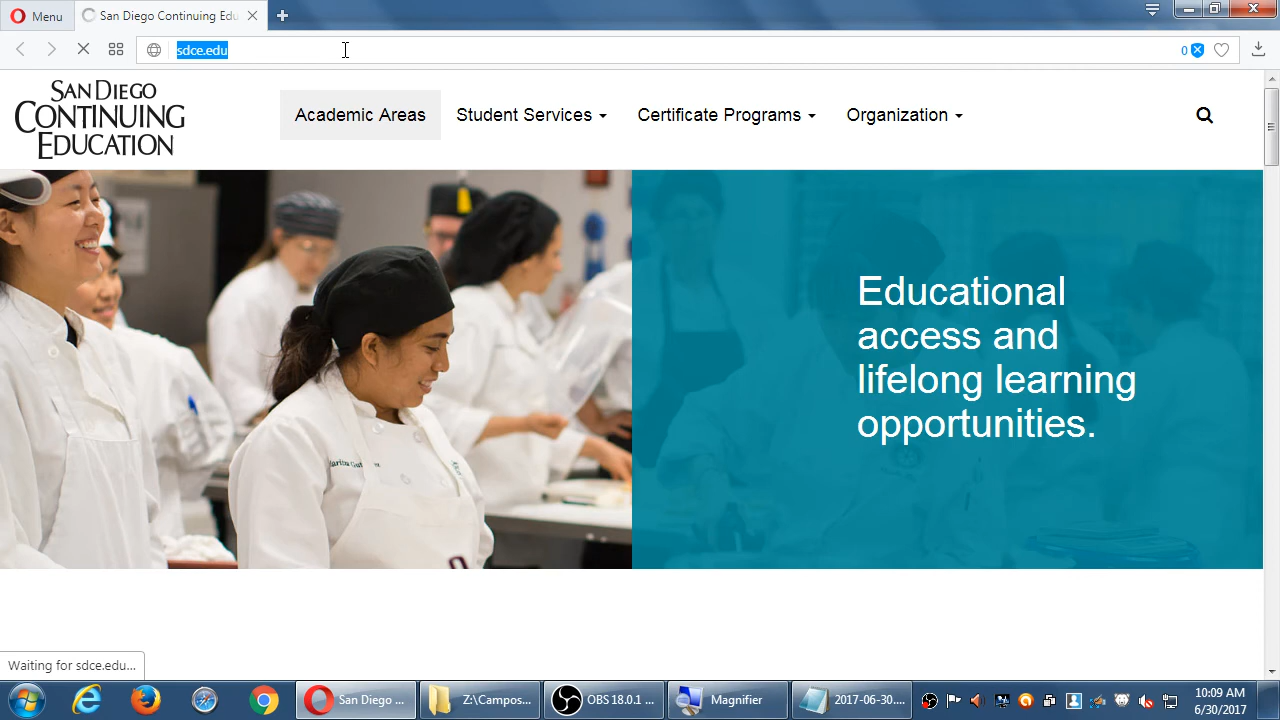 Menu
San Diego Continuing Edu
sdce.edu
0
SAN DIEGO
CONTINUING
EDUCATION
Academic Areas
Student Services
Certificate Programs
Organization
Educational
access and
lifelong learning
opportunities.
Waiting for sdce.edu...
San Diego ...
Z:\Campos...
OBS 18.0.1 ...
Magnifier
2017-06-30....
10:09 AM
6/30/2017